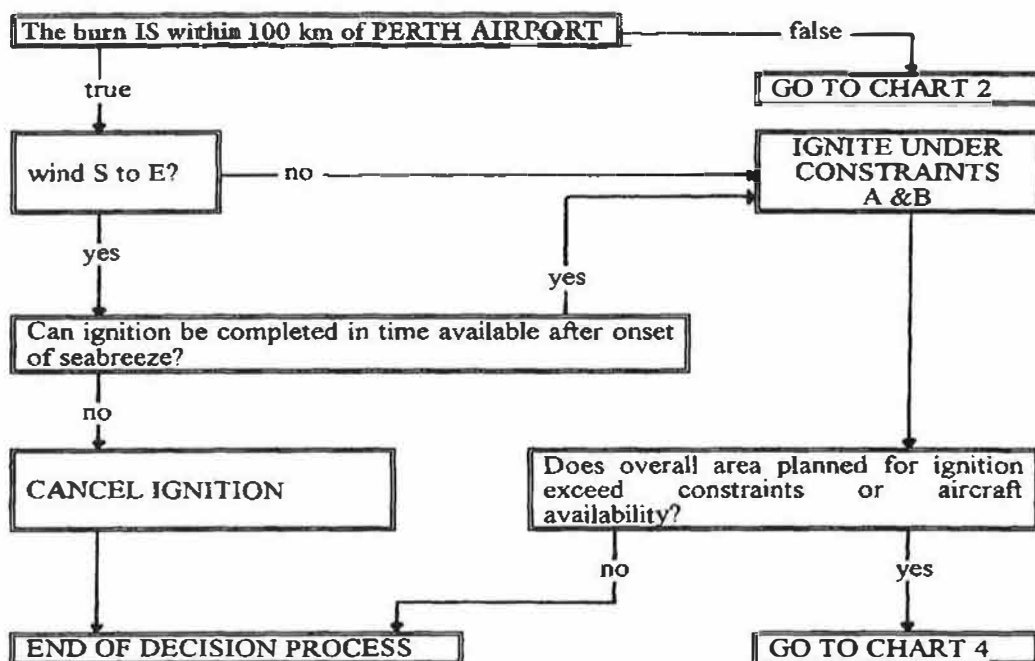 The burn IS within 100 km of PERTH AIRPORT
false
true
GO TO CHART 2
wind S to E?
no
IGNITE UNDER
CONSTRAINTS
A &B
yes
yes
Can ignition be completed in time available after onset
of seabreeze?
no
CANCEL IGNITION
Does overall area planned for ignition
exceed constraints or aircraft
availability?
no
yes
END OF DECISION PROCESS
GO TO CHART 4